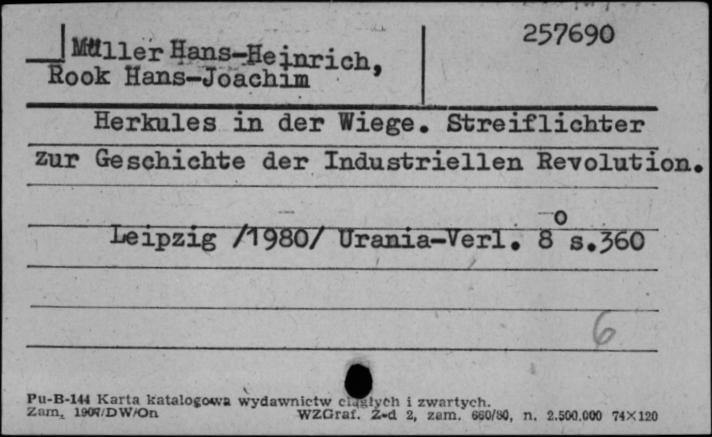 257690
Müller Hans-Heinrich,
Rook Hans-Joachim
Herkules in der Wiege. Streiflichter
zur Geschichte der Industriellen Revolution.
Leipzig /1980/ Urania-Verl. 8° s.360
6
Pu-B-144 Karta katalogowa wydawnictw ciągłych i zwartych.
Zam. 1907/DW/On WZGraf. Z-d 2, zam. 660/80, n. 2.500.000 74×120